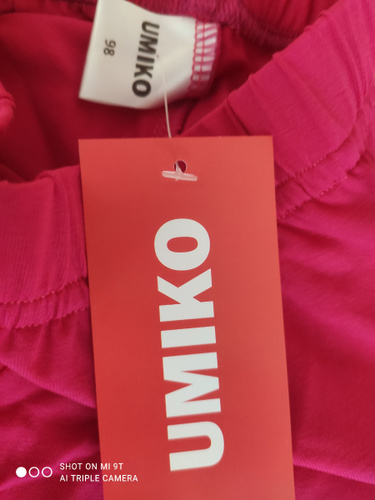 UMIKO
98
UMIKO
SHOT ON MI 9T
AI TRIPLE CAMERA